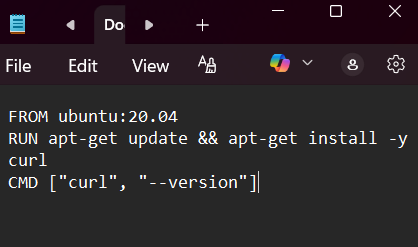 Do
File Edit View
FROM ubuntu:20.04
RUN apt-get update && apt-get install -y
curl
CMD ["curl", "--version"]